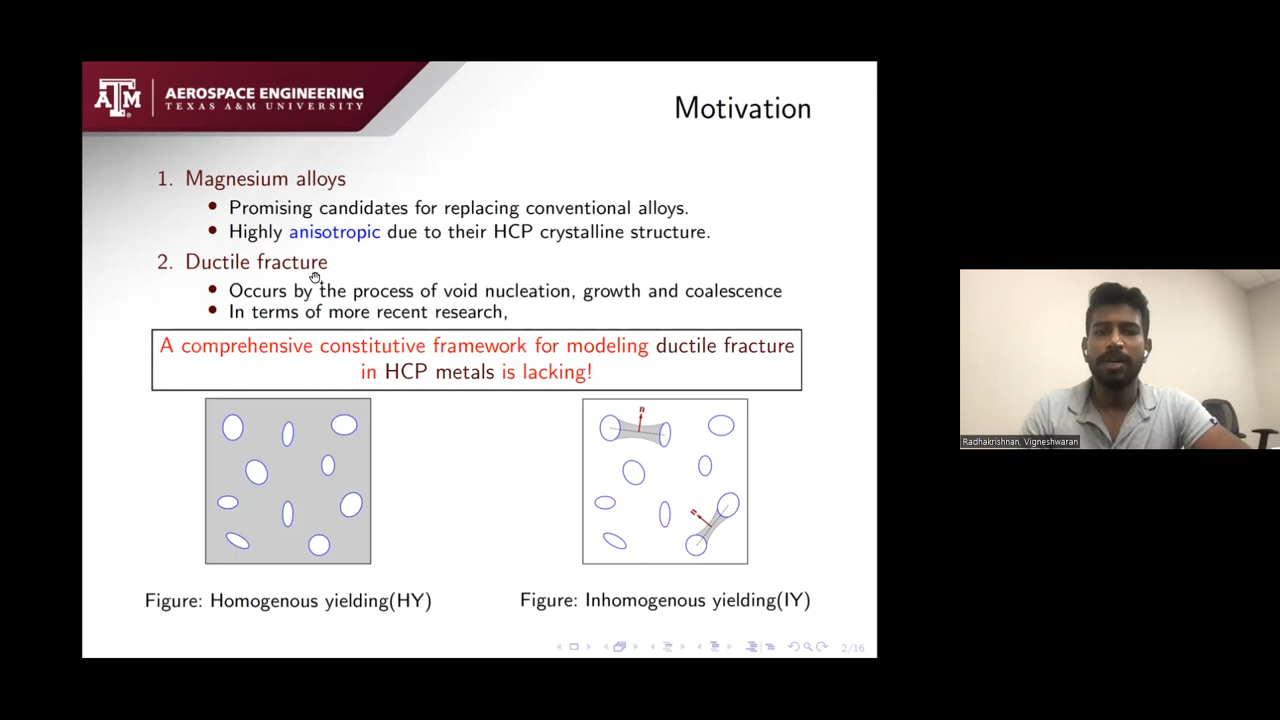 AEROSPACE ENGINEERING
TEXAS A&M UNIVERSITY
Motivation
1. Magnesium alloys
• Promising candidates for replacing conventional alloys.
• Highly anisotropic due to their HCP crystalline structure.
2. Ductile fracture
• Occurs by the process of void nucleation, growth and coalescence
• In terms of more recent research,
A comprehensive constitutive framework for modeling ductile fracture
in HCP metals is lacking!
n
n
Figure: Homogenous yielding(HY)
Figure: Inhomogenous yielding(IY)
2/16
Radhakrishnan, Vigneshwaran